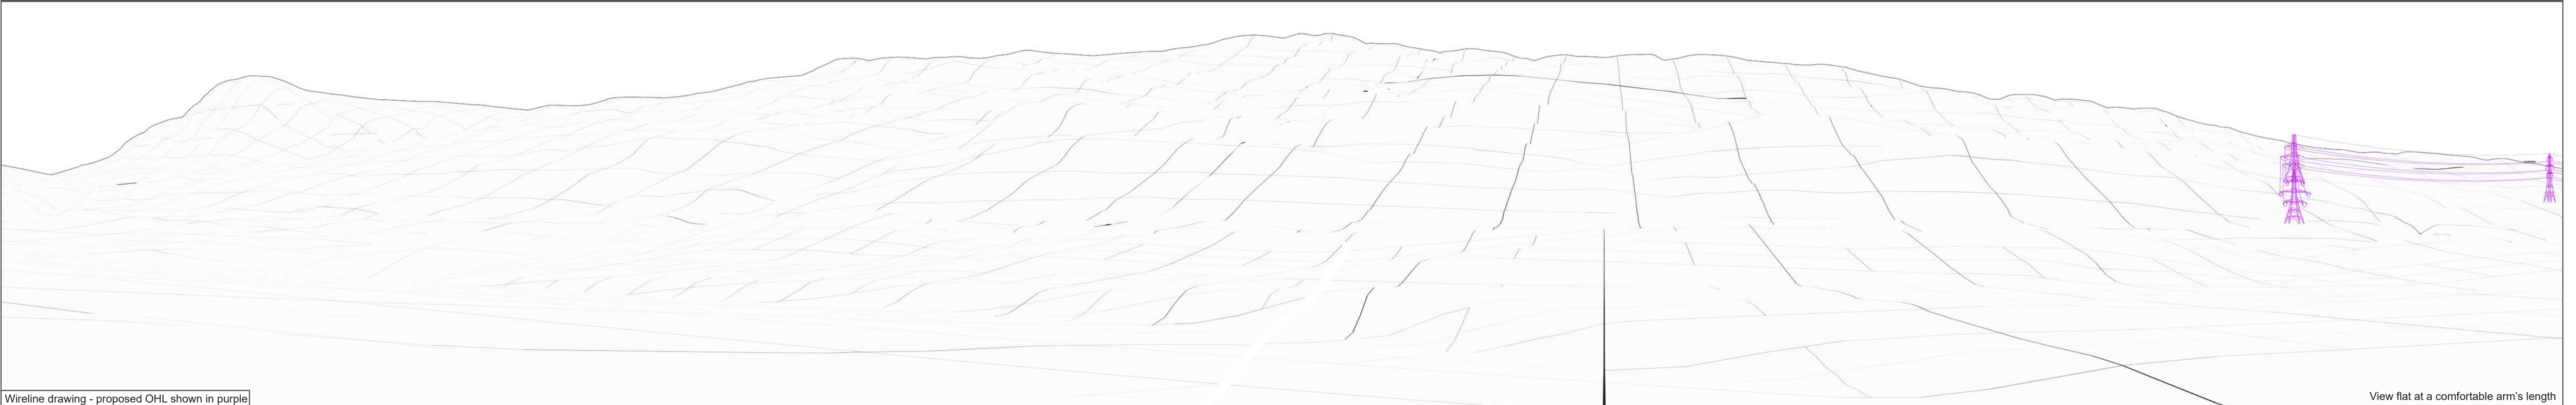 Wireline drawing - proposed OHL shown in purple
View flat at a comfortable arm's length